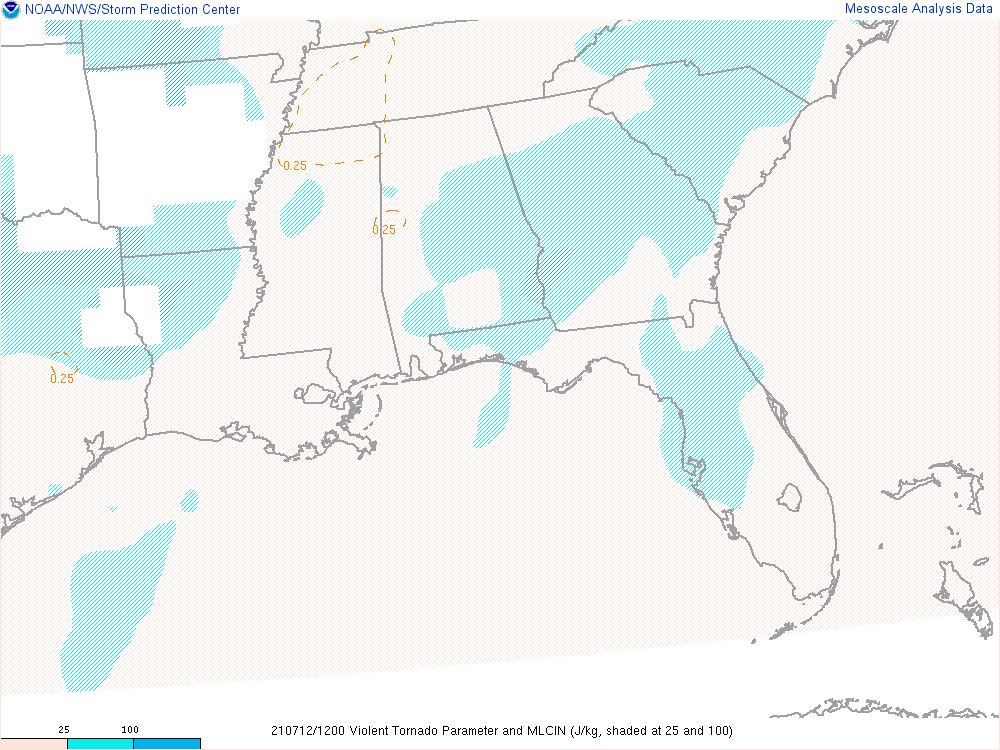 NOAA/NWS/Storm Prediction Center
Mesoscale Analysis Data
0.25
0.25
0.25
25 100
210712/1200 Violent Tornado Parameter and MLCIN (J/kg, shaded at 25 and 100)